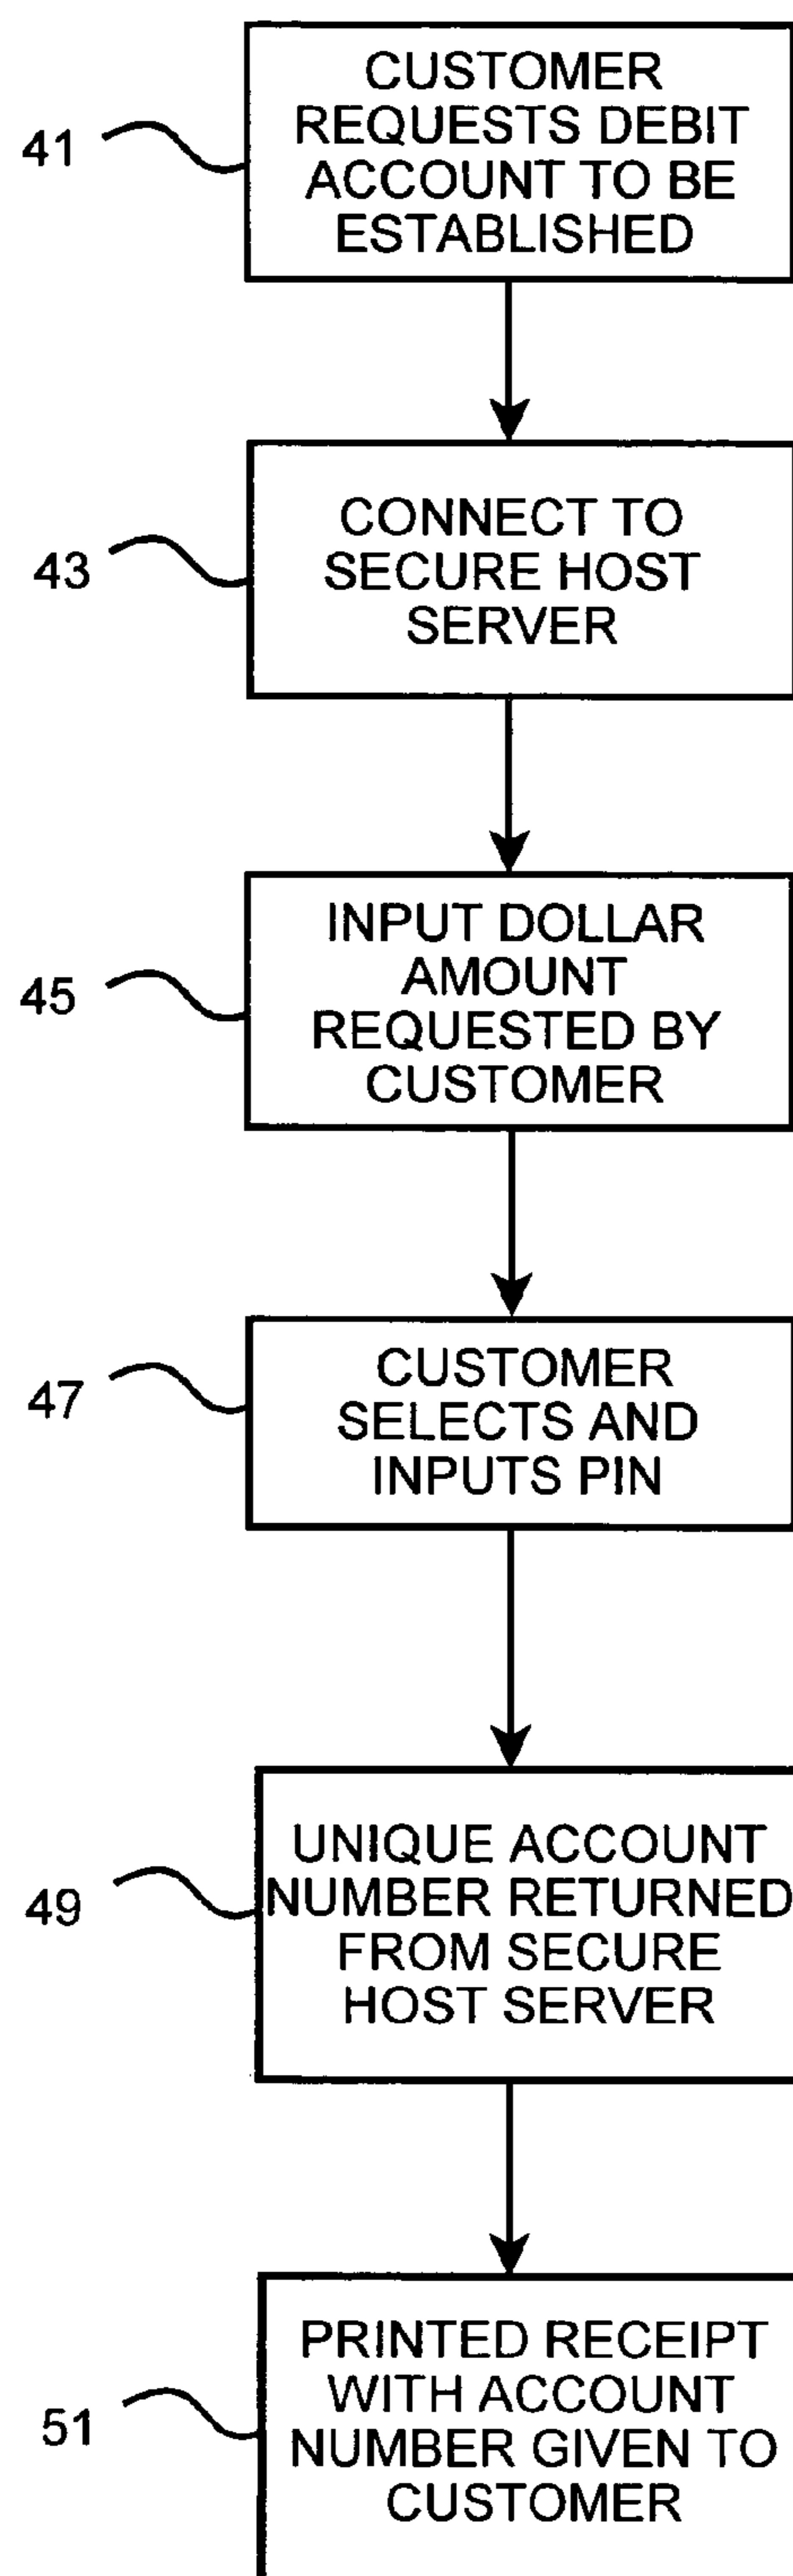 CUSTOMER
REQUESTS DEBIT
ACCOUNT TO BE
ESTABLISHED
41
CONNECT TO
SECURE HOST
SERVER
43
INPUT DOLLAR
AMOUNT
REQUESTED BY
CUSTOMER
45
CUSTOMER
SELECTS AND
INPUTS PIN
47
UNIQUE ACCOUNT
NUMBER RETURNED
FROM SECURE
HOST SERVER
49
PRINTED RECEIPT
WITH ACCOUNT
NUMBER GIVEN TO
CUSTOMER
51